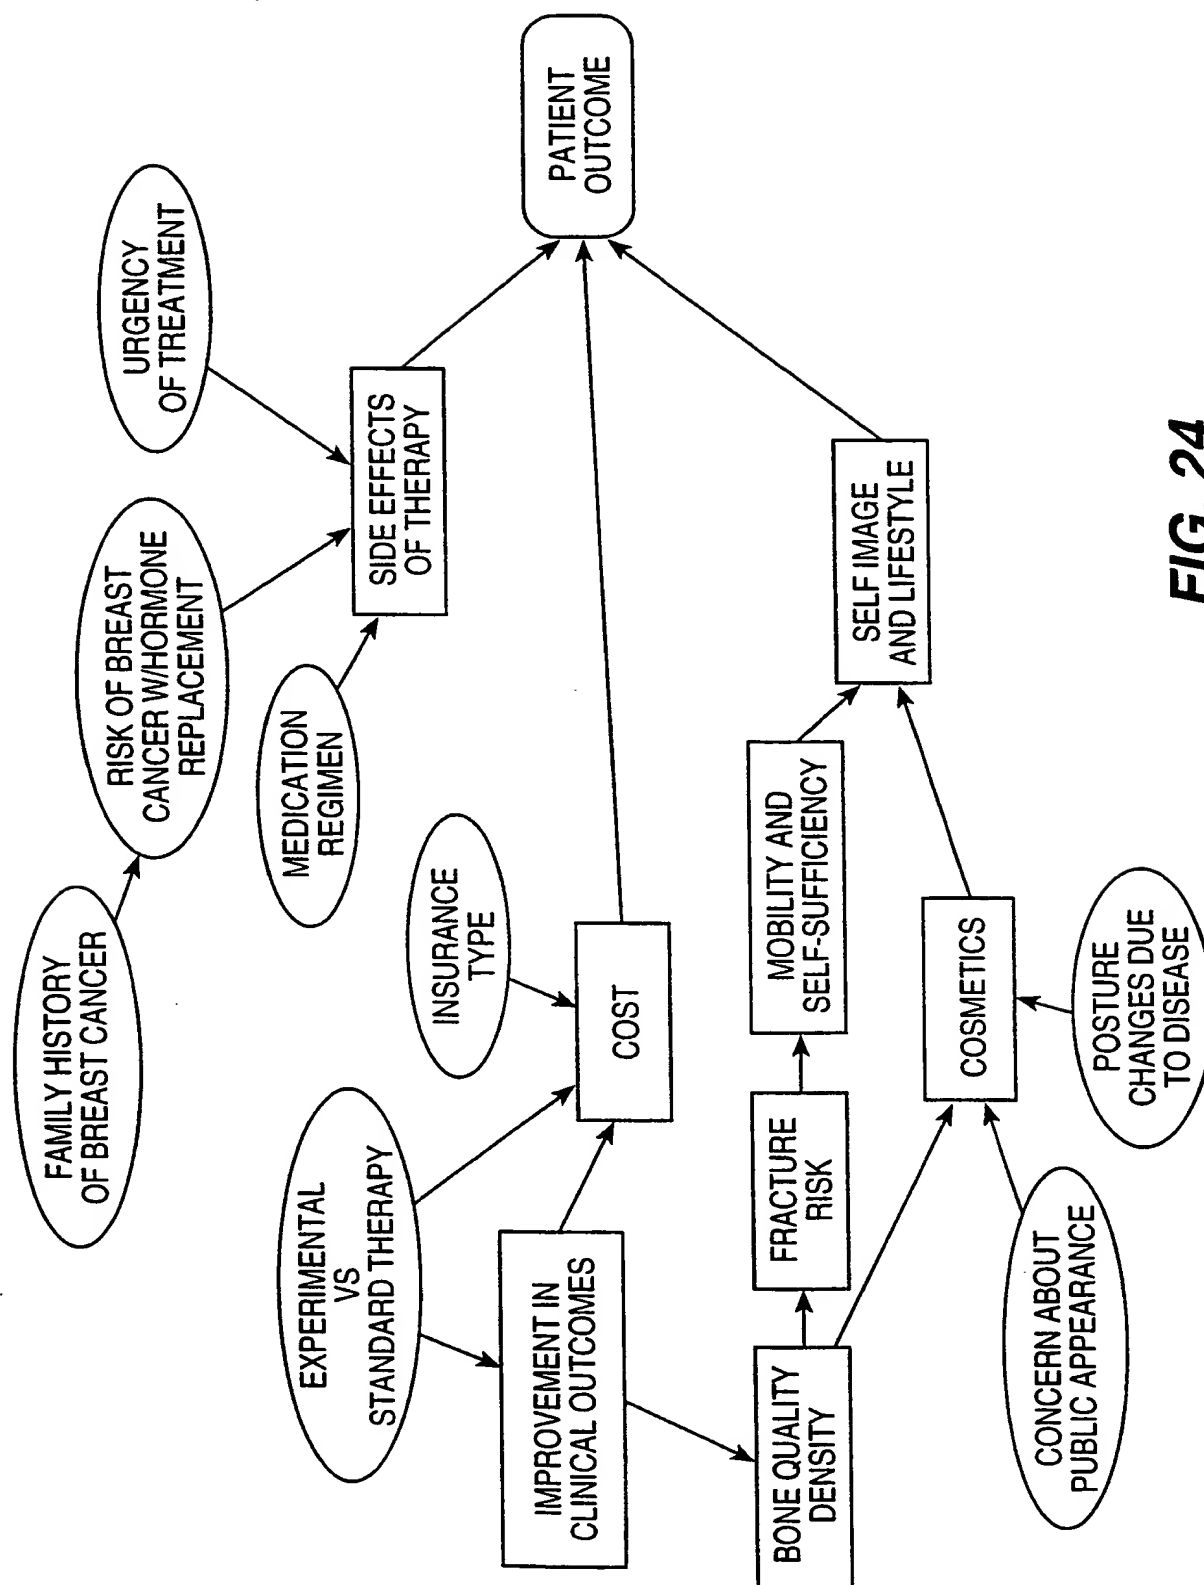 FAMILY HISTORY
OF BREAST CANCER
RISK OF BREAST
CANCER W/HORMONE
REPLACEMENT
URGENCY
OF TREATMENT
MEDICATION
REGIMEN
SIDE EFFECTS
OF THERAPY
EXPERIMENTAL
VS
STANDARD THERAPY
INSURANCE
TYPE
IMPROVEMENT IN
CLINICAL OUTCOMES
COST
PATIENT
OUTCOME
BONE QUALITY
DENSITY
FRACTURE
RISK
MOBILITY AND
SELF-SUFFICIENCY
SELF IMAGE
AND LIFESTYLE
COSMETICS
CONCERN ABOUT
PUBLIC APPEARANCE
POSTURE
CHANGES DUE
TO DISEASE
FIG_24